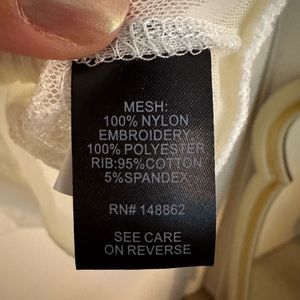 MESH:
100% NYLON
EMBROIDERY
100% POLYESTER
RIB:95%COTTON
5%SPANDEX
RN# 148862
SEE CARE
ON REVERSE